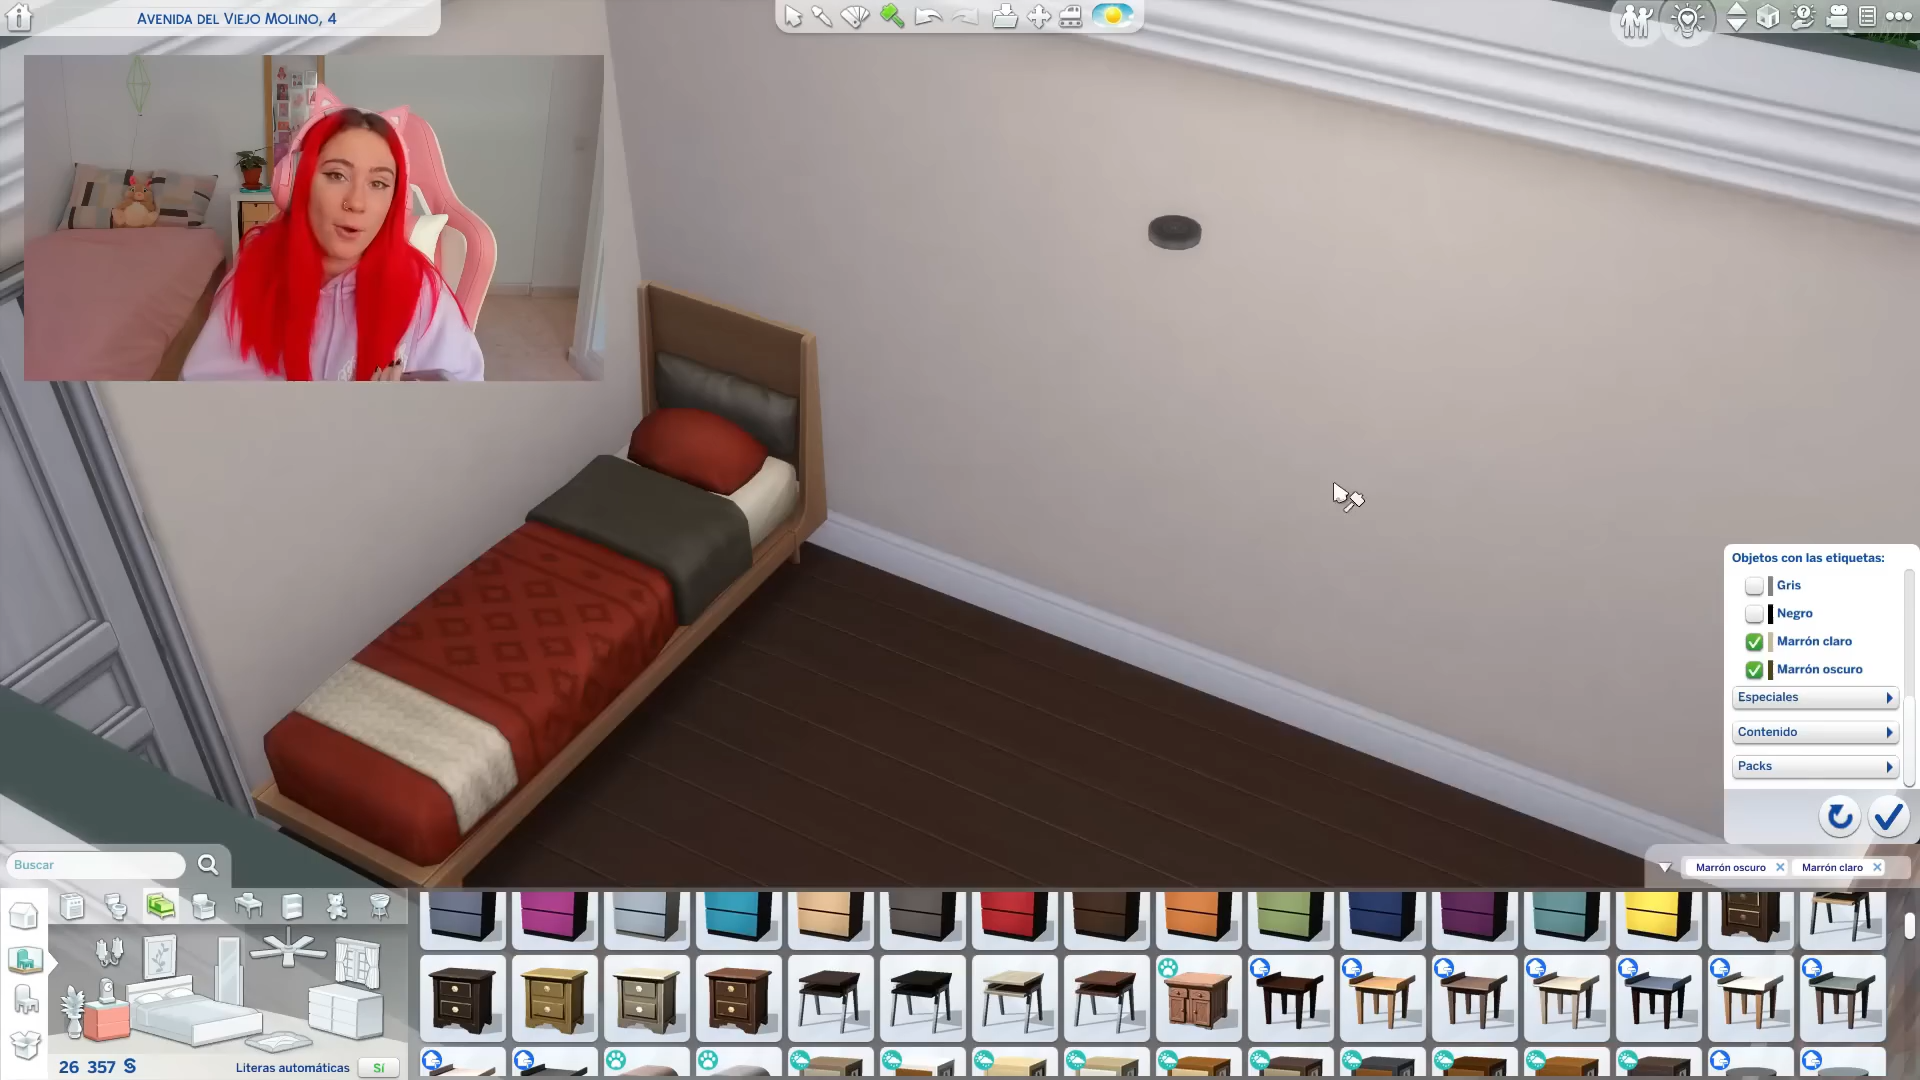 AVENIDA DEL VIEJO MOLINO, 4
Objetos con las etiquetas:
Gris
Negro
Marrón claro
Marrón oscuro
Especiales
Contenido
Packs
Buscar
Marrón oscuro
Marrón claro
26 357 §
Literas automáticas
Sí